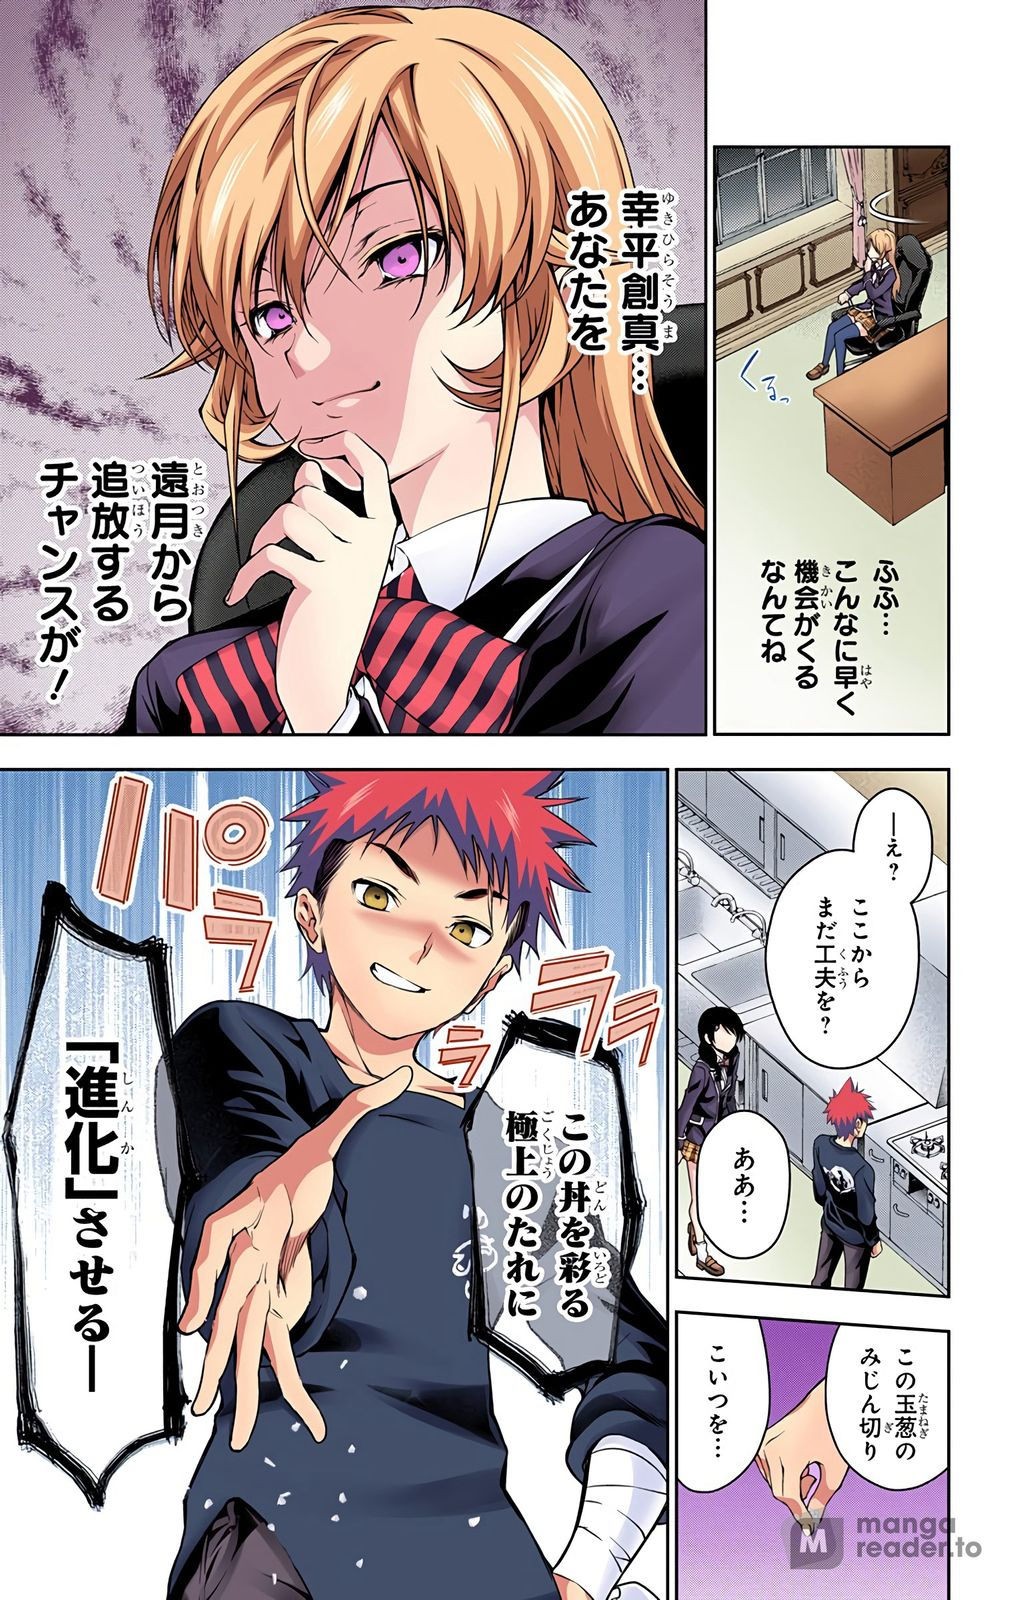 くるっ
ふふ…
こんなに早く
機会がくる
なんてね
幸平創真…
あなたを
遠月から
追放する
チャンスが!
―え?
ここから
まだ工夫を?
ああ…
この玉葱の
みじん切り
こいつを…
パラ
パラ
ララ
この丼を彩る
極上のたれに
「進化」させる―
manga
reader.to